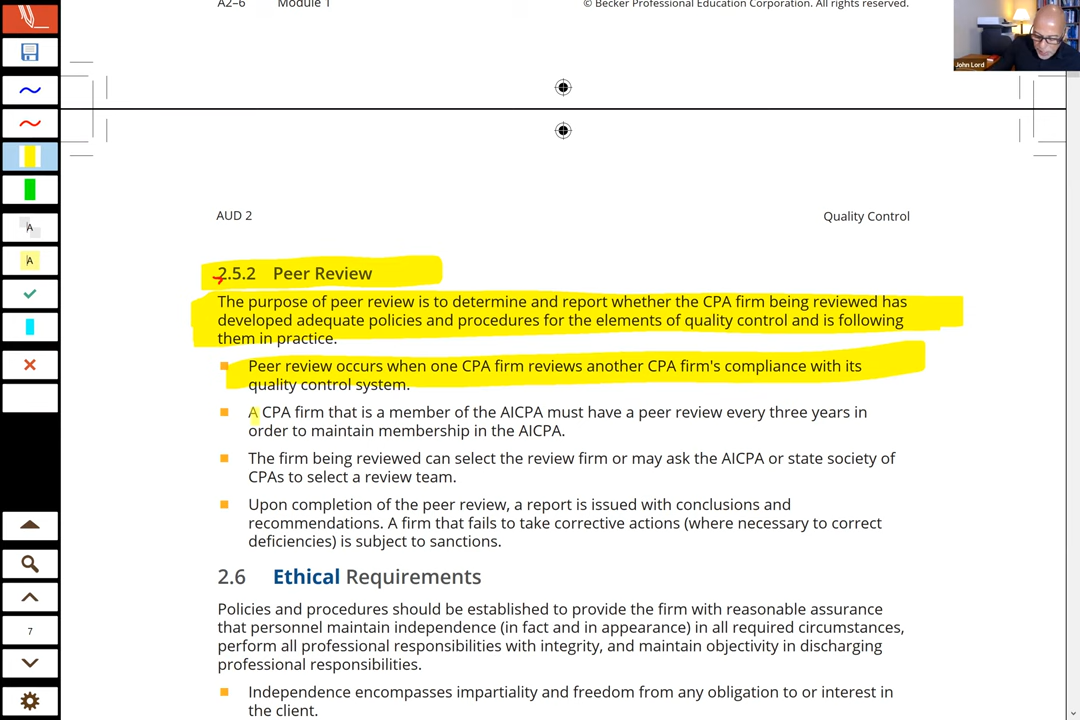 A2–6 Module 1 © Becker Professional Education Corporation. All rights reserved.
John Lord
AUD 2 Quality Control
2.5.2 Peer Review
The purpose of peer review is to determine and report whether the CPA firm being reviewed has
developed adequate policies and procedures for the elements of quality control and is following
them in practice.
Peer review occurs when one CPA firm reviews another CPA firm's compliance with its
quality control system.
A CPA firm that is a member of the AICPA must have a peer review every three years in
order to maintain membership in the AICPA.
The firm being reviewed can select the review firm or may ask the AICPA or state society of
CPAs to select a review team.
Upon completion of the peer review, a report is issued with conclusions and
recommendations. A firm that fails to take corrective actions (where necessary to correct
deficiencies) is subject to sanctions.
2.6 Ethical Requirements
Policies and procedures should be established to provide the firm with reasonable assurance
that personnel maintain independence (in fact and in appearance) in all required circumstances,
perform all professional responsibilities with integrity, and maintain objectivity in discharging
professional responsibilities.
Independence encompasses impartiality and freedom from any obligation to or interest in
the client.
A
A
7